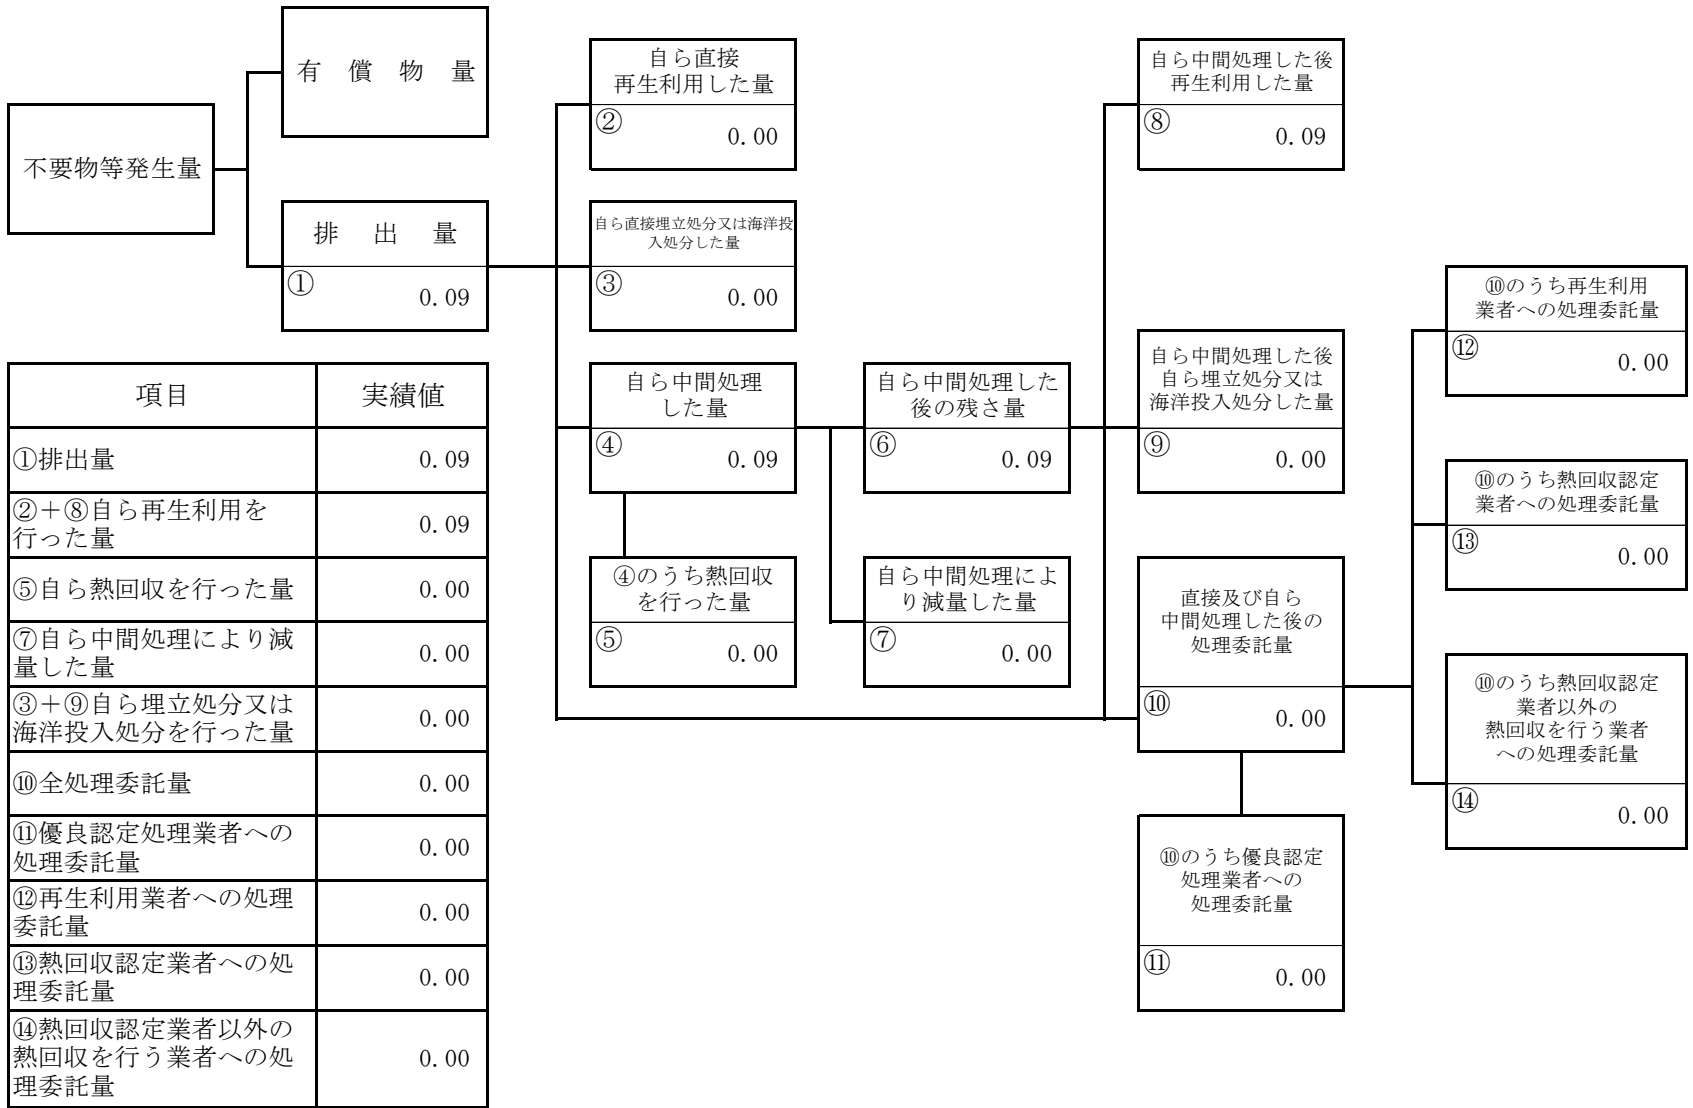 有償物量
不要物等発生量
排出量
① 0.09
自ら直接
再生利用した量
② 0.00
自ら直接埋立処分又は海洋投
入処分した量
③ 0.00
自ら中間処理
した量
④ 0.09
④のうち熱回収
を行った量
⑤ 0.00
自ら中間処理した
後の残さ量
⑥ 0.09
自ら中間処理によ
り減量した量
⑦ 0.00
自ら中間処理した後
再生利用した量
⑧ 0.09
自ら中間処理した後
自ら埋立処分又は
海洋投入処分した量
⑨ 0.00
直接及び自ら
中間処理した後の
処理委託量
⑩ 0.00
⑩のうち優良認定
処理業者への
処理委託量
⑪ 0.00
⑩のうち再生利用
業者への処理委託量
⑫ 0.00
⑩のうち熱回収認定
業者への処理委託量
⑬ 0.00
⑩のうち熱回収認定
業者以外の
熱回収を行う業者
への処理委託量
⑭ 0.00
項目 実績値
①排出量 0.09
②＋⑧自ら再生利用を
行った量 0.09
⑤自ら熱回収を行った量 0.00
⑦自ら中間処理により減
量した量 0.00
③＋⑨自ら埋立処分又は
海洋投入処分を行った量 0.00
⑩全処理委託量 0.00
⑪優良認定処理業者への
処理委託量 0.00
⑫再生利用業者への処理
委託量 0.00
⑬熱回収認定業者への処
理委託量 0.00
⑭熱回収認定業者以外の
熱回収を行う業者への処
理委託量 0.00